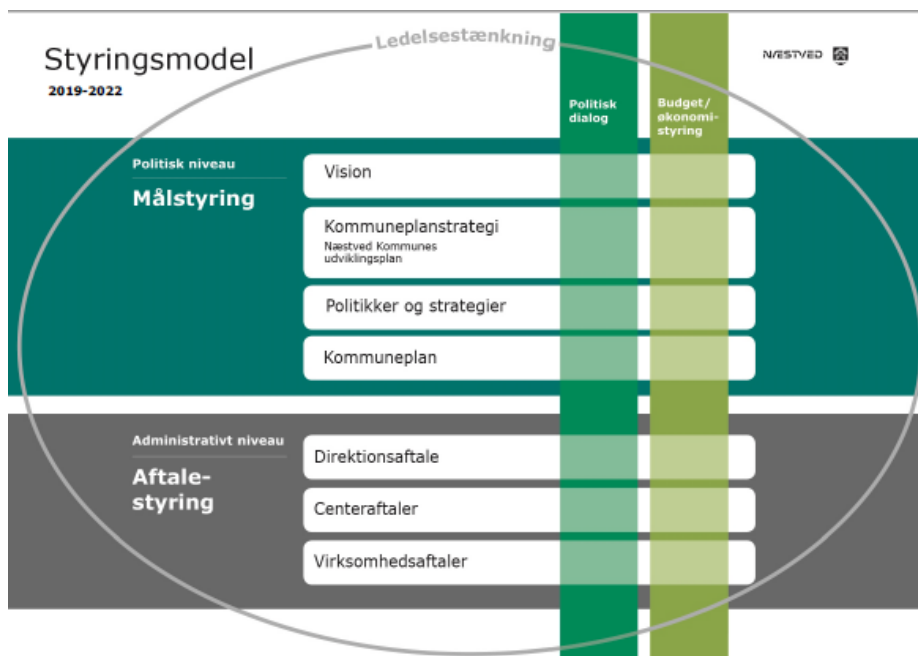 Ledelsestænkning
Styringsmodel
2019-2022
NÆSTVED
Politisk
dialog
Budget/
økonomi-
styring
Politisk niveau
Målstyring
Vision
Kommuneplanstrategi
Næstved Kommunes
udviklingsplan
Politikker og strategier
Kommuneplan
Administrativt niveau
Aftale-
styring
Direktionsaftale
Centeraftaler
Virksomhedsaftaler